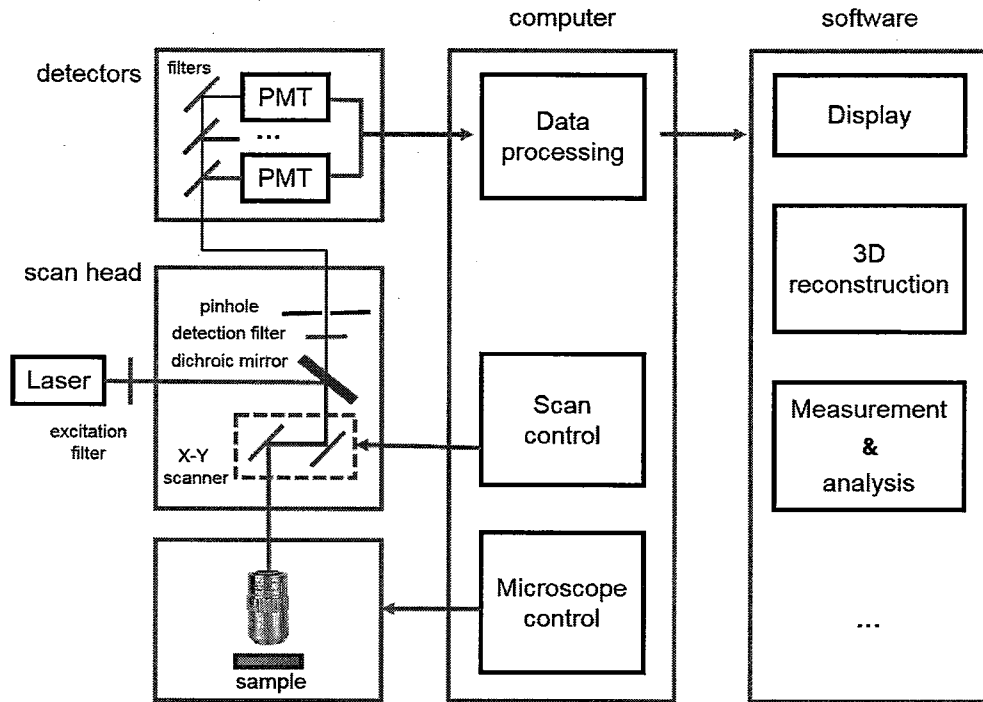 computer
software
detectors
filters
PMT
...
PMT
Data
processing
Display
3D
reconstruction
scan head
pinhole
detection filter
dichroic mirror
Laser
excitation
filter
X-Y
scanner
Scan
control
Measurement
&
analysis
Microscope
control
...
sample